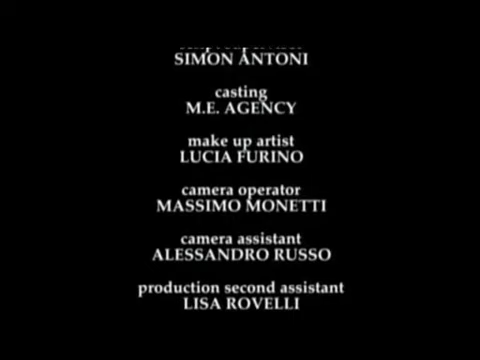 SIMON ANTONI
casting
M.E. AGENCY
make up artist
LUCIA FURINO
camera operator
MASSIMO MONETTI
camera assistant
ALESSANDRO RUSSO
production second assistant
LISA ROVELLI